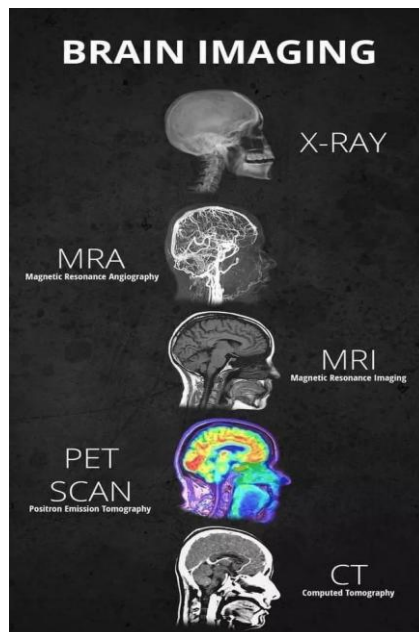 BRAIN IMAGING
X-RAY
MRA
Magnetic Resonance Angiography
MRI
Magnetic Resonance Imaging
PET
SCAN
Positron Emission Tomography
CT
Computed Tomography